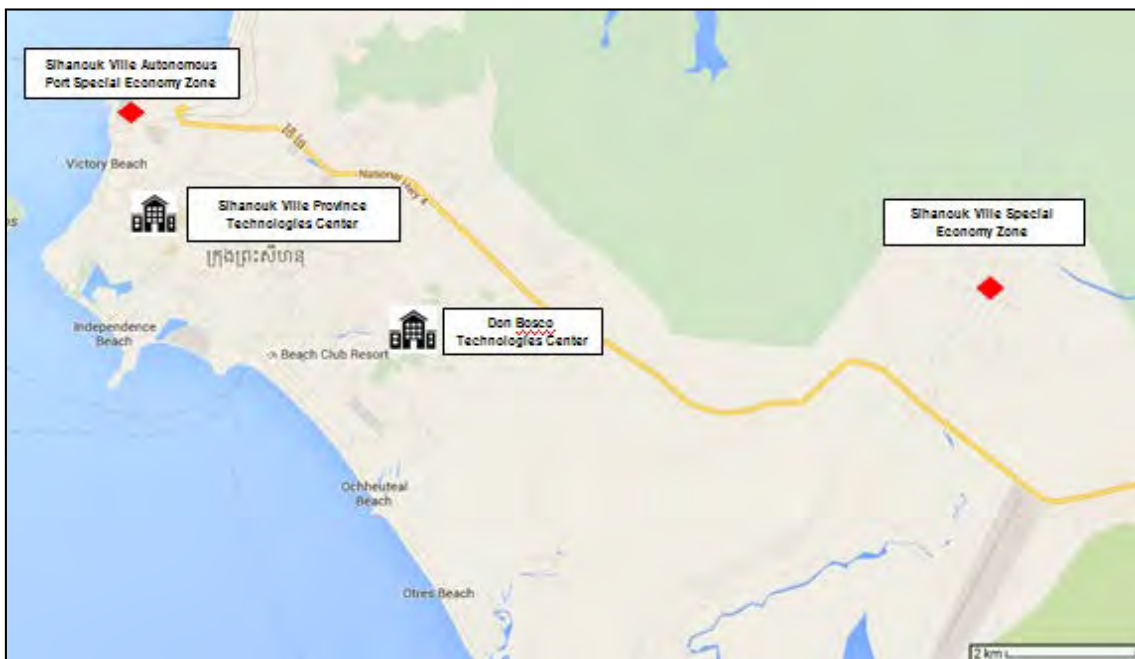 Sihanouk Ville Autonomous
Port Special Economy Zone
Victory Beach
National Hwy 4
Sihanouk Ville Province
Technologies Center
ក្រុងព្រះសីហនុ
Sihanouk Ville Special
Economy Zone
Independence
Beach
Don Bosco
Technologies Center
Beach Club Resort
Ochheuteal
Beach
Otres Beach
2 km